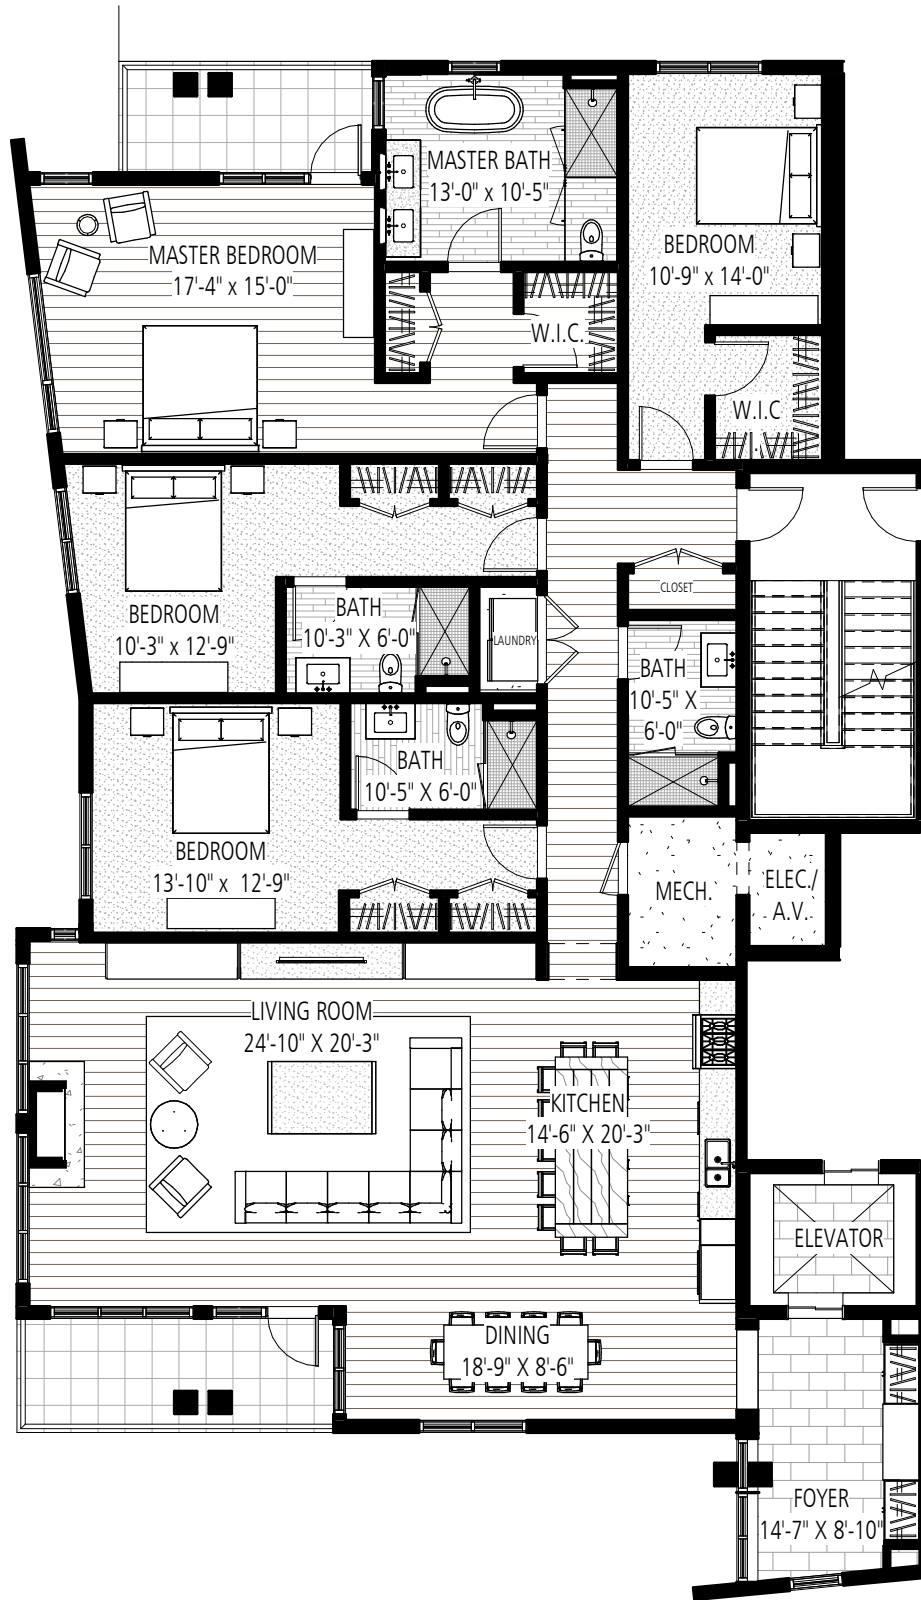 MASTER BATH
13'-0" x 10'-5"
BEDROOM
10'-9" x 14'-0"
MASTER BEDROOM
17'-4" x 15'-0"
W.I.C.
W.I.C
CLOSET
BEDROOM
10'-3" x 12'-9"
BATH
10'-3" X 6'-0"
LAUNDRY
BATH
10'-5" X
6'-0"
BATH
10'-5" X 6'-0"
BEDROOM
13'-10" x 12'-9"
MECH.
ELEC./
A.V.
LIVING ROOM
24'-10" X 20'-3"
KITCHEN
14'-6" X 20'-3"
ELEVATOR
DINING
18'-9" X 8'-6"
FOYER
14'-7" X 8'-10"